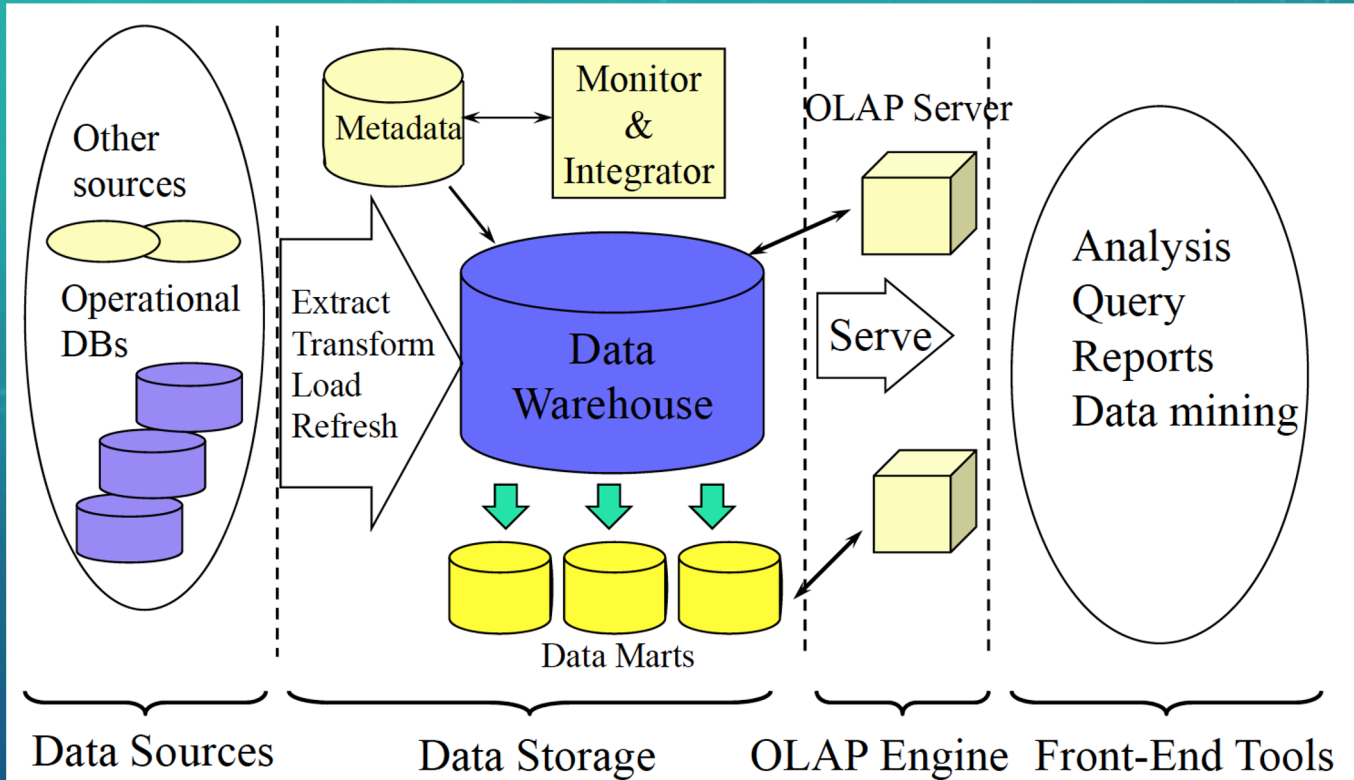 Other
sources
Operational
DBs
Extract
Transform
Load
Refresh
Metadata
Monitor
&
Integrator
Data
Warehouse
Data Marts
OLAP Server
Serve
Analysis
Query
Reports
Data mining
Data Sources
Data Storage
OLAP Engine
Front-End Tools